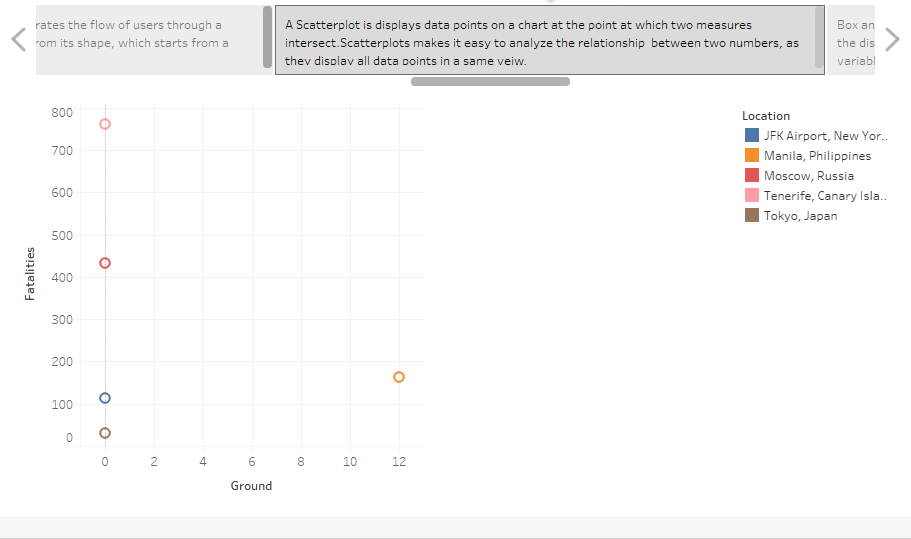 rates the flow of users through a
rom its shape, which starts from a
A Scatterplot is displays data points on a chart at the point at which two measures
intersect.Scatterplots makes it easy to analyze the relationship between two numbers, as
they display all data points in a same veiw.
Box an
the dis
variabl
800
700
600
500
400
300
200
100
0
Fatalities
0 2 4 6 8 10 12
Ground
Location
JFK Airport, New Yor..
Manila, Philippines
Moscow, Russia
Tenerife, Canary Isla..
Tokyo, Japan